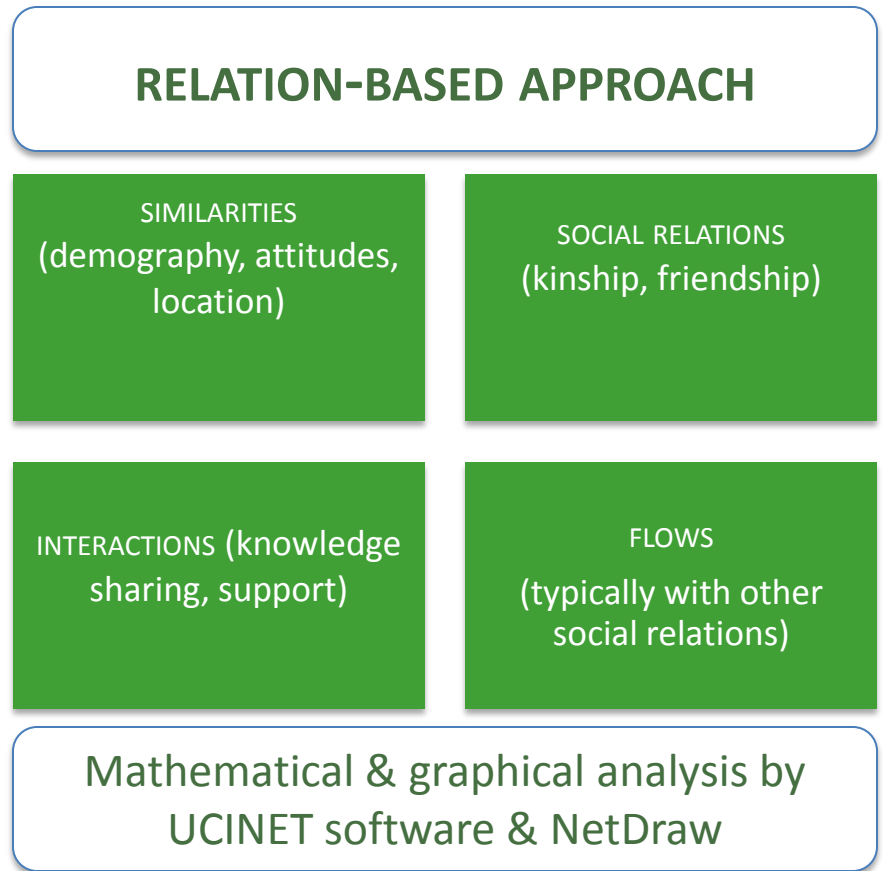 RELATION-BASED APPROACH
SIMILARITIES
(demography, attitudes,
location)
SOCIAL RELATIONS
(kinship, friendship)
INTERACTIONS (knowledge
sharing, support)
FLOWS
(typically with other
social relations)
Mathematical & graphical analysis by
UCINET software & NetDraw